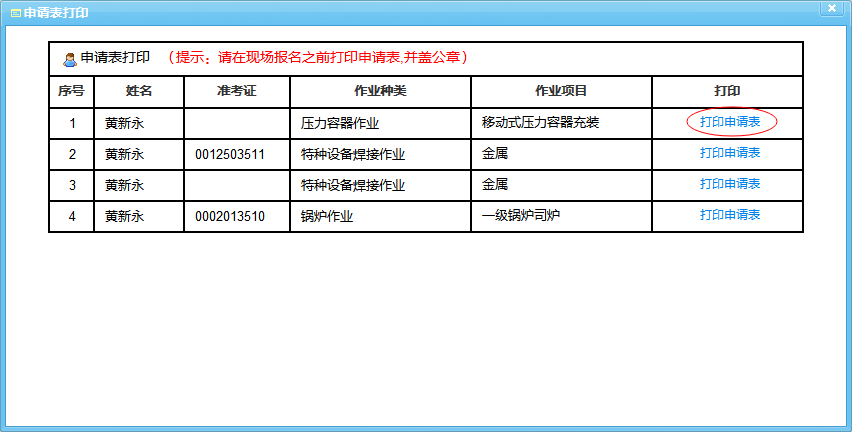 申请表打印
申请表打印 （提示：请在现场报名之前打印申请表,并盖公章）
序号 姓名 准考证 作业种类 作业项目 打印
1 黄新永 压力容器作业 移动式压力容器充装 打印申请表
2 黄新永 0012503511 特种设备焊接作业 金属 打印申请表
3 黄新永 特种设备焊接作业 金属 打印申请表
4 黄新永 0002013510 锅炉作业 一级锅炉司炉 打印申请表